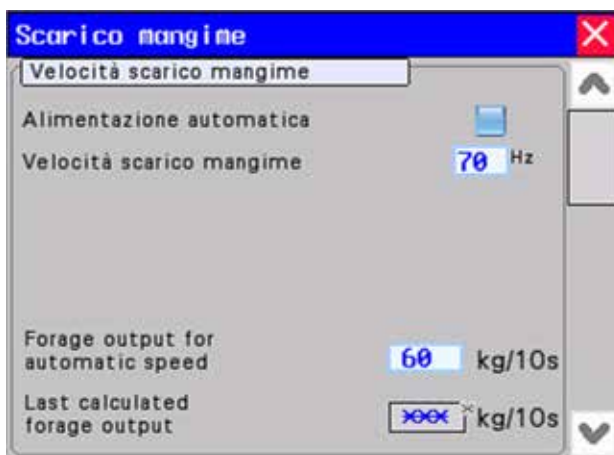 Scarico mangime
Velocità scarico mangime
Alimentazione automatica
Velocità scarico mangime 70 Hz
Forage output for
automatic speed 60 kg/10s
Last calculated
forage output xxx kg/10s